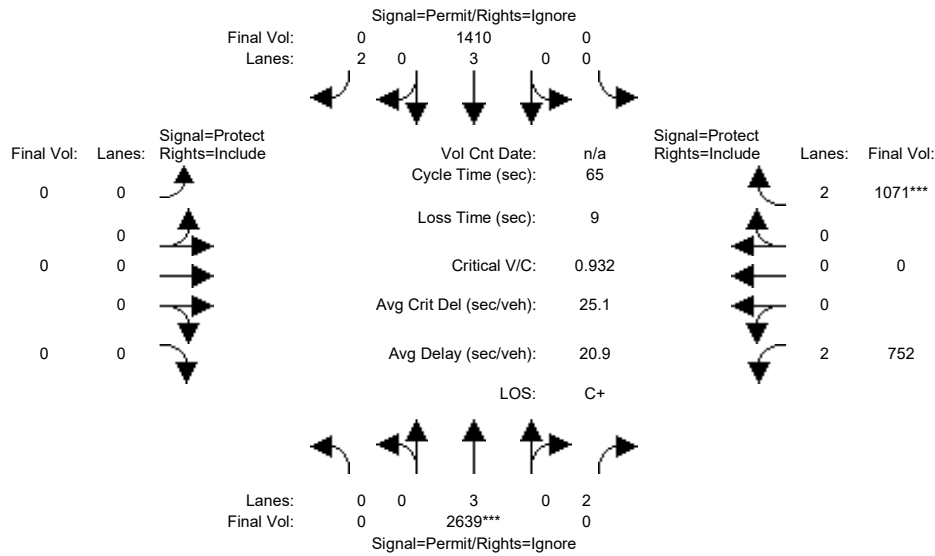 Signal=Permit/Rights=Ignore
Final Vol: 0 1410 0
Lanes: 2 0 3 0 0
Signal=Protect Signal=Protect
Final Vol: Lanes: Rights=Include Vol Cnt Date: n/a Rights=Include Lanes: Final Vol:
Cycle Time (sec): 65
0 0 2 1071***
Loss Time (sec): 9
0 0
0 0 Critical V/C: 0.932 0 0
0 Avg Crit Del (sec/veh): 25.1 0
0 0 Avg Delay (sec/veh): 20.9 2 752
LOS: C+
Lanes: 0 0 3 0 2
Final Vol: 0 2639*** 0
Signal=Permit/Rights=Ignore